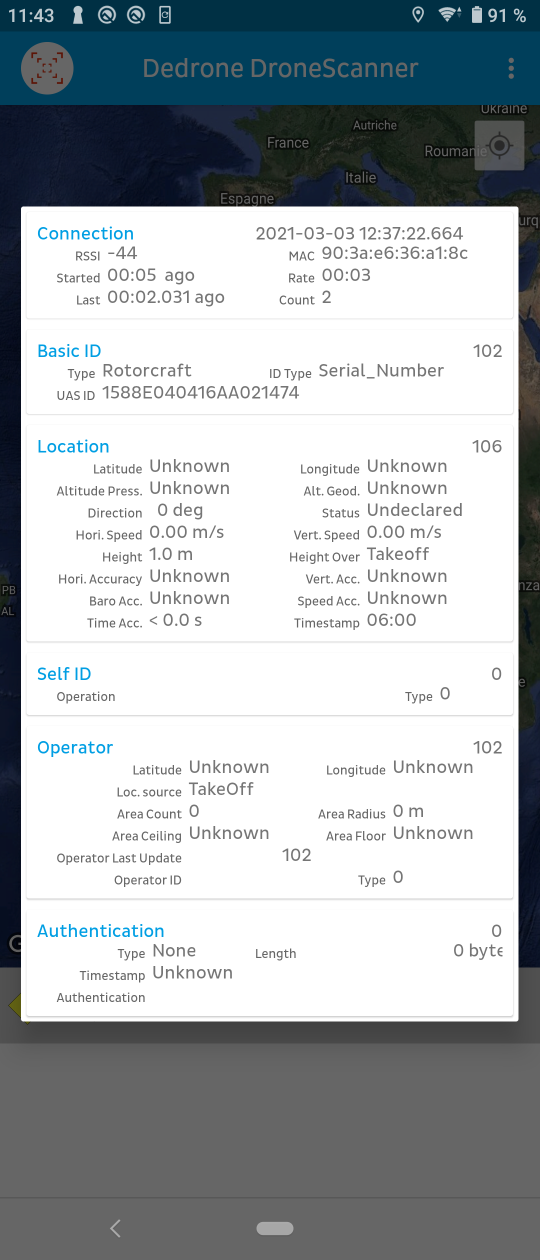 11:43 91 %
Dedrone DroneScanner
Ukraine
Autriche
France
Roumanie
Italie
Espagne
urq
Connection 2021-03-03 12:37:22.664
RSSI -44 MAC 90:3a:e6:36:a1:8c
Started 00:05 ago Rate 00:03
Last 00:02.031 ago Count 2
Basic ID 102
Type Rotorcraft ID Type Serial_Number
UAS ID 1588E040416AA021474
Location 106
Latitude Unknown Longitude Unknown
Altitude Press. Unknown Alt. Geod. Unknown
Direction 0 deg Status Undeclared
Hori. Speed 0.00 m/s Vert. Speed 0.00 m/s
Height 1.0 m Height Over Takeoff
Hori. Accuracy Unknown Vert. Acc. Unknown
PB nza
Baro Acc. Unknown Speed Acc. Unknown
AL
Time Acc. < 0.0 s Timestamp 06:00
Self ID 0
e
Operation Type 0
Operator 102
Latitude Unknown Longitude Unknown
Loc. source TakeOff
Area Count 0 Area Radius 0 m
Area Ceiling Unknown Area Floor Unknown
Operator Last Update 102
Operator ID Type 0
Authentication 0
G
Type None Length 0 byte
Timestamp Unknown
Authentication